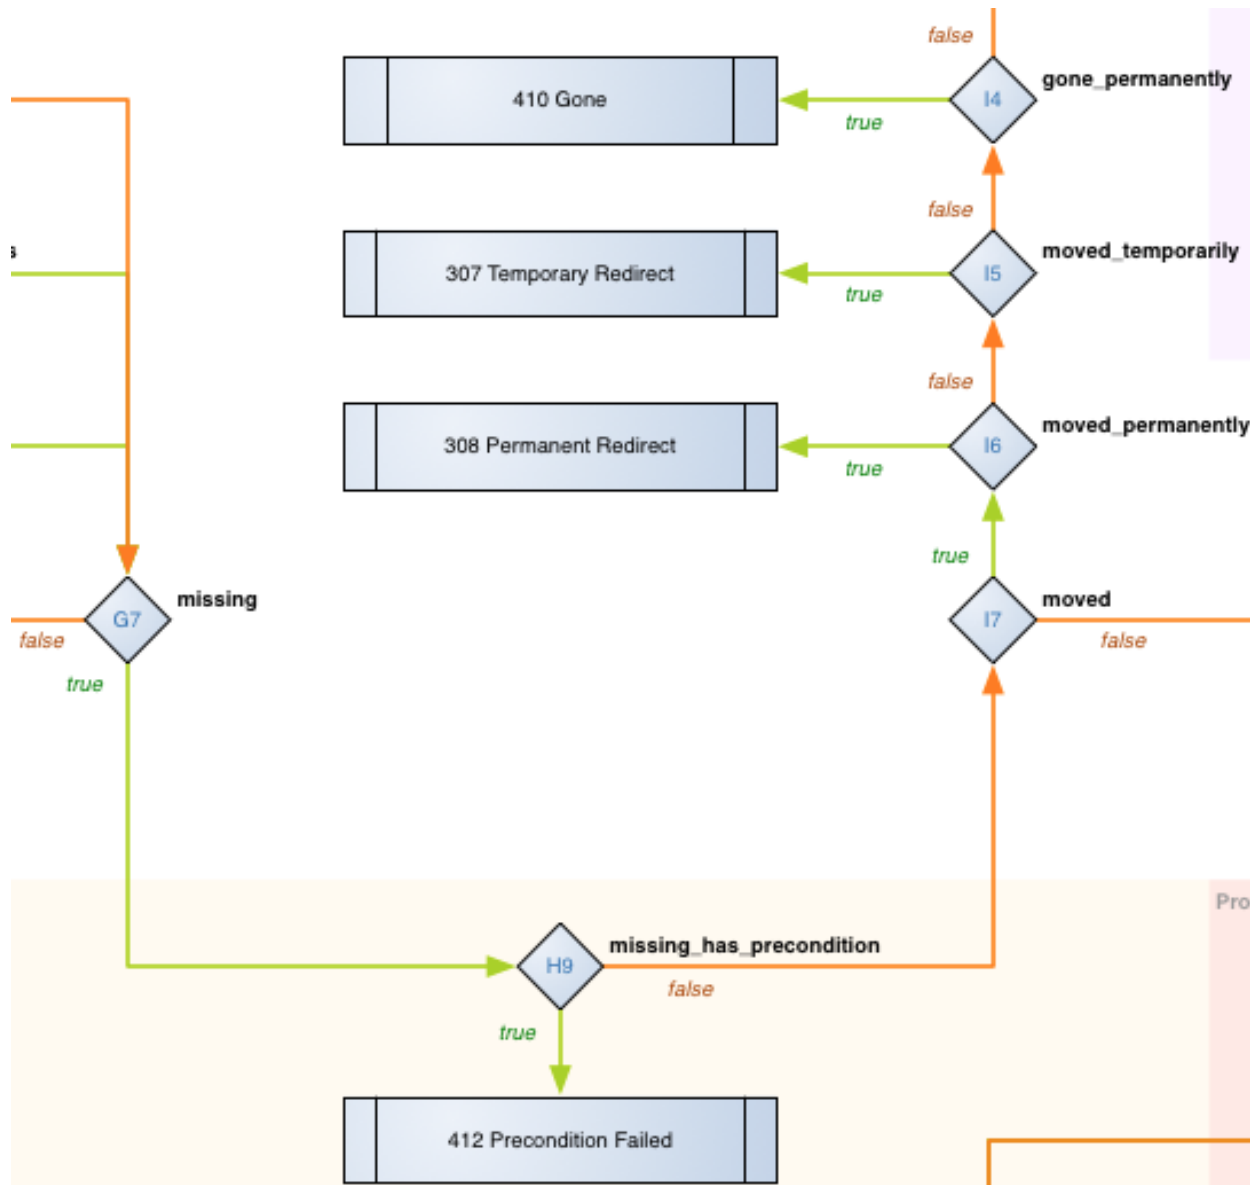 false
gone_permanently
410 Gone
I4
true
false
s
moved_temporarily
307 Temporary Redirect
I5
true
false
moved_permanently
308 Permanent Redirect
I6
true
true
missing
moved
G7
I7
false
false
true
Pro
missing_has_precondition
H9
false
true
412 Precondition Failed